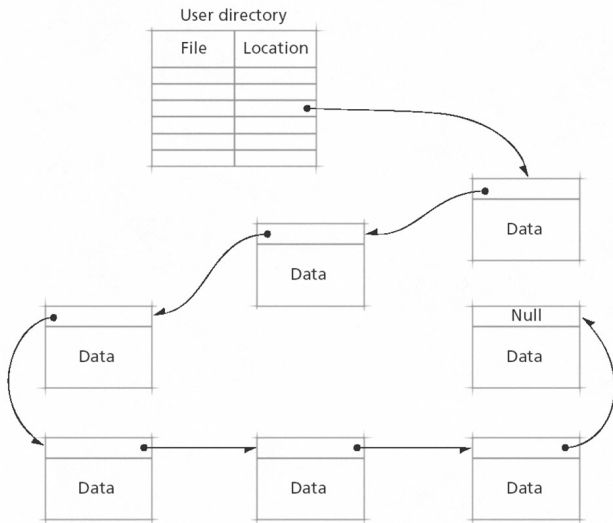 User directory
File Location
Data
Data
Null
Data
Data
Data
Data
Data